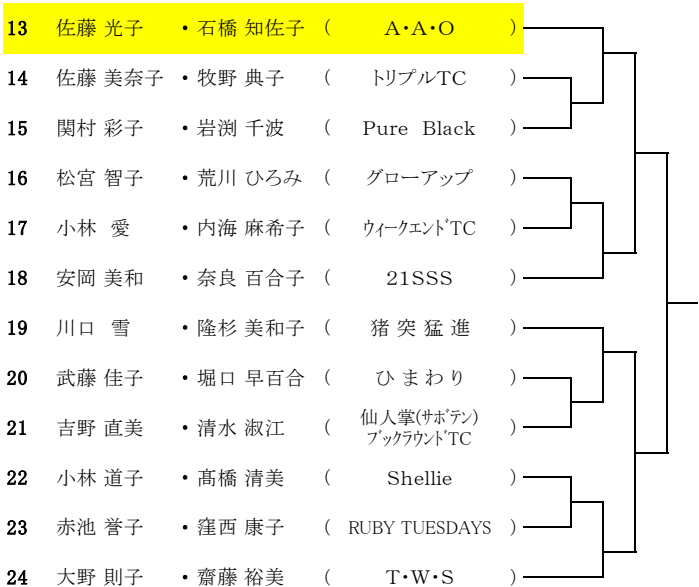 13 佐藤 光子 ・石橋 知佐子 ( A・A・O )
14 佐藤 美奈子 ・牧野 典子 ( トリプルTC )
15 関村 彩子 ・岩渕 千波 ( Pure Black )
16 松宮 智子 ・荒川 ひろみ ( グローアップ )
17 小林 愛 ・内海 麻希子 ( ウィークエンドTC )
18 安岡 美和 ・奈良 百合子 ( 21SSS )
19 川口 雪 ・隆杉 美和子 ( 猪突猛進 )
20 武藤 佳子 ・堀口 早百合 ( ひまわり )
21 吉野 直美 ・清水 淑江 ( 仙人掌(サボテン)
ブックラウンドTC )
22 小林 道子 ・髙橋 清美 ( Shellie )
23 赤池 誉子 ・窪西 康子 ( RUBY TUESDAYS )
24 大野 則子 ・齋藤 裕美 ( T・W・S )